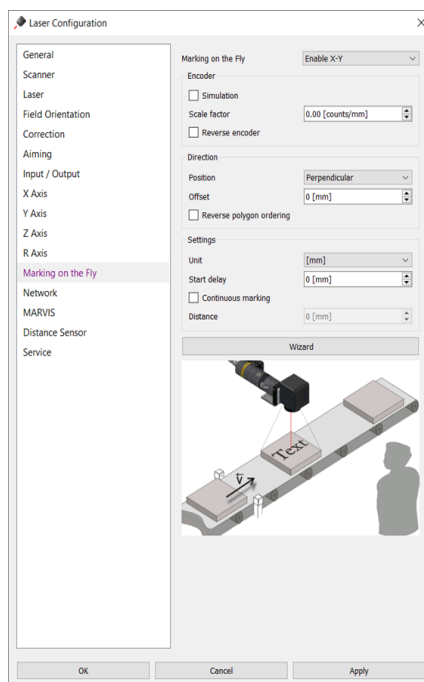 Laser Configuration
General
Scanner
Laser
Field Orientation
Correction
Aiming
Input / Output
X Axis
Y Axis
Z Axis
R Axis
Marking on the Fly
Network
MARVIS
Distance Sensor
Service
Marking on the Fly Enable X-Y
Encoder
Simulation
Scale factor 0.00 [counts/mm]
Reverse encoder
Direction
Position Perpendicular
Offset 0 [mm]
Reverse polygon ordering
Settings
Unit [mm]
Start delay 0 [mm]
Continuous marking
Distance 0 [mm]
Wizard
Text
v
OK Cancel Apply